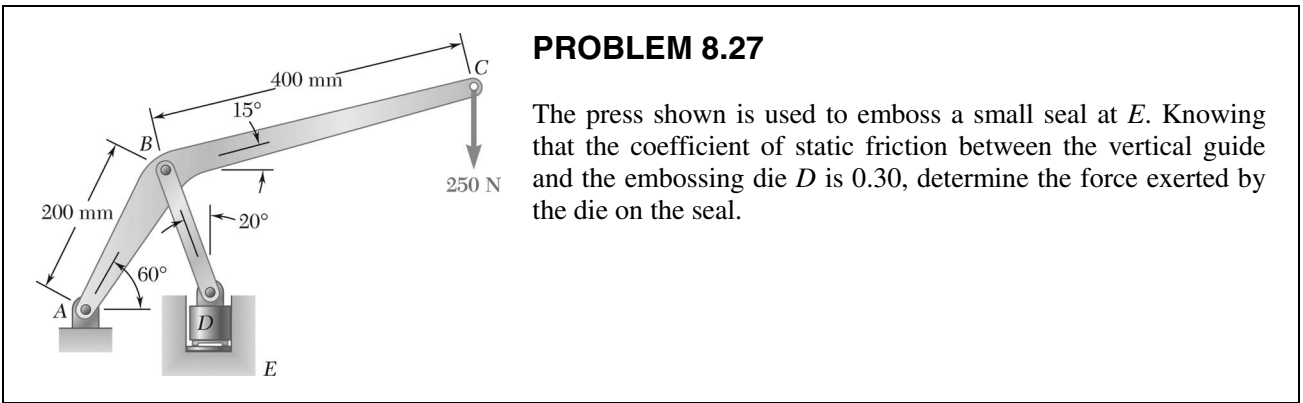 PROBLEM 8.27
The press shown is used to emboss a small seal at E. Knowing
that the coefficient of static friction between the vertical guide
and the embossing die D is 0.30, determine the force exerted by
the die on the seal.
400 mm
C
15°
B
250 N
200 mm
20°
60°
A
D
E